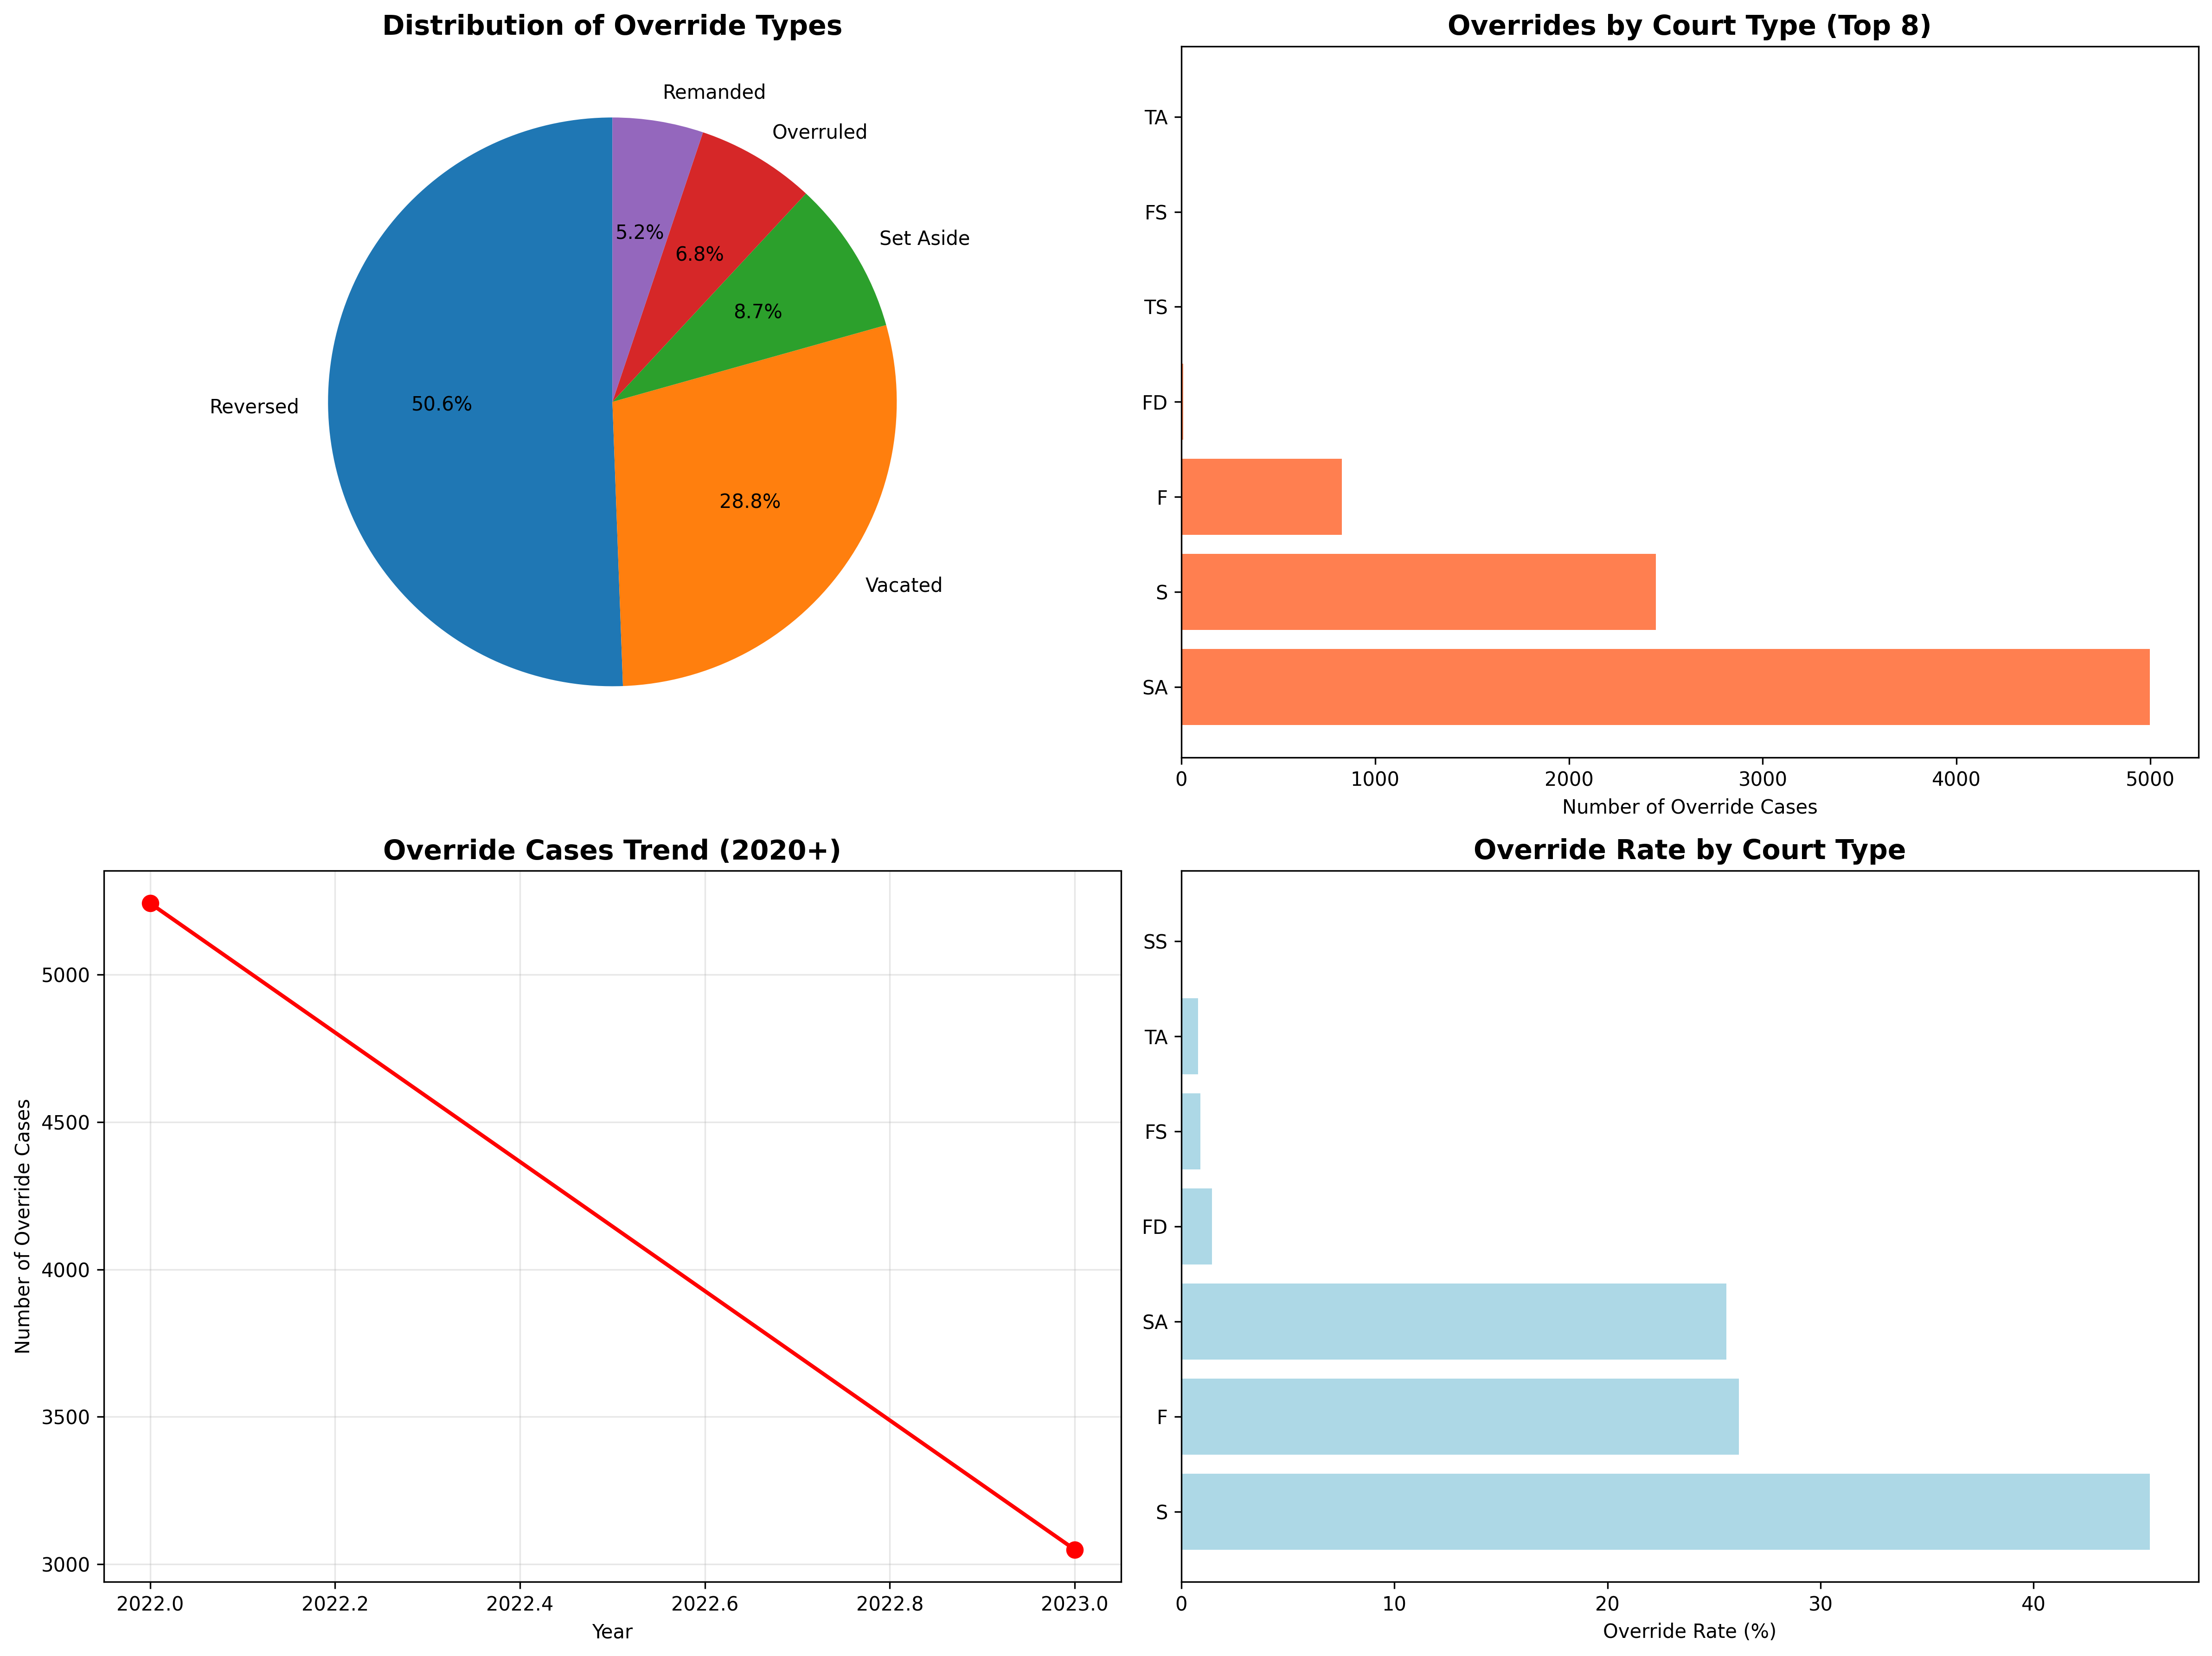 Distribution of Override Types
Remanded
Overruled
Set Aside
Vacated
Reversed
5.2%
6.8%
8.7%
28.8%
50.6%
Overrides by Court Type (Top 8)
TA
FS
TS
FD
F
S
SA
0 1000 2000 3000 4000 5000
Number of Override Cases
Override Cases Trend (2020+)
Number of Override Cases
5000
4500
4000
3500
3000
2022.0 2022.2 2022.4 2022.6 2022.8 2023.0
Year
Override Rate by Court Type
SS
TA
FS
FD
SA
F
S
0 10 20 30 40
Override Rate (%)